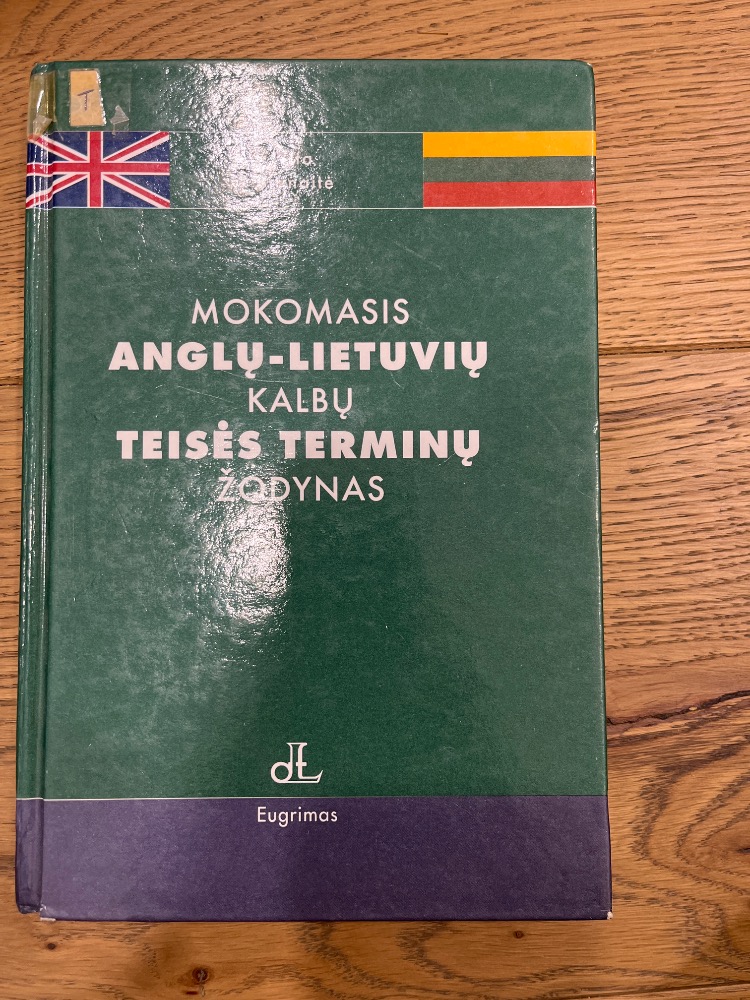 MOKOMASIS
ANGLŲ-LIETUVIŲ
KALBŲ
TEISĖS TERMINŲ
ŽODYNAS
Eugrimas